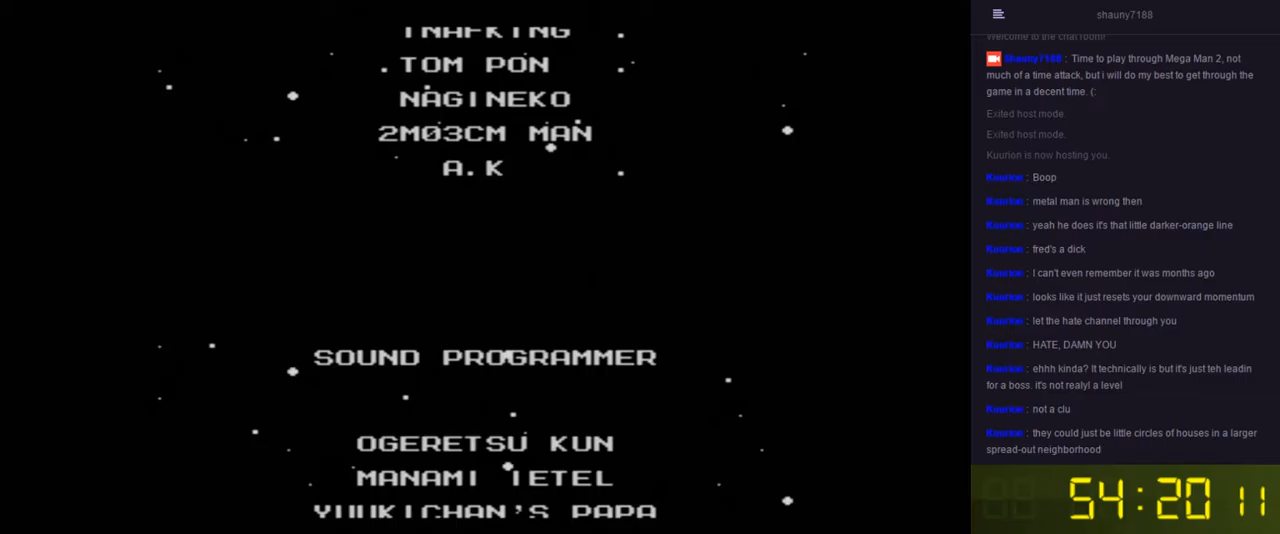 INAFKING
TOM PON
NAGINEKO
2M03CM MAN
A.K
SOUND PROGRAMMER
OGERETSU KUN
MANAMI IETEL
YUUKICHAN'S PAPA
shauny7188
Welcome to the chat room!
Shauny7188 : Time to play through Mega Man 2, not
much of a time attack, but i will do my best to get through the
game in a decent time. (:
Exited host mode.
Exited host mode.
Kuurion is now hosting you.
Kuurion : Boop
Kuurion : metal man is wrong then
Kuurion : yeah he does it's that little darker-orange line
Kuurion : fred's a dick
Kuurion : I can't even remember it was months ago
Kuurion : looks like it just resets your downward momentum
Kuurion : let the hate channel through you
Kuurion : HATE, DAMN YOU
Kuurion : ehhh kinda? It technically is but it's just teh leadin
for a boss. it's not realyl a level
Kuurion : not a clu
Kuurion : they could just be little circles of houses in a larger
spread-out neighborhood
54:20 11